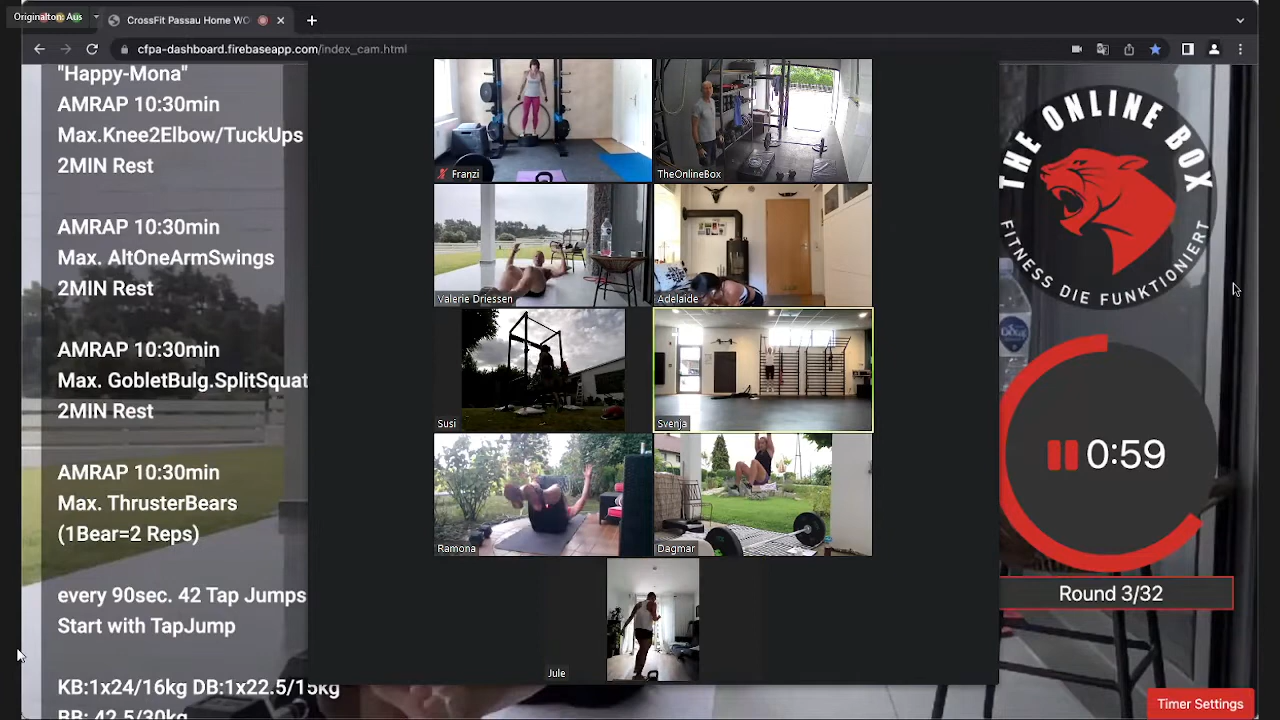 Originalton: Aus
CrossFit Passau Home WO
cfpa-dashboard.firebaseapp.com/index_cam.html
"Happy-Mona"
AMRAP 10:30min
Max.Knee2Elbow/TuckUps
2MIN Rest
AMRAP 10:30min
Max. AltOneArmSwings
2MIN Rest
AMRAP 10:30min
Max. GobletBulg.SplitSquat
2MIN Rest
AMRAP 10:30min
Max. ThrusterBears
(1Bear=2 Reps)
every 90sec. 42 Tap Jumps
Start with TapJump
KB:1x24/16kg DB:1x22.5/15kg
BB: 42.5/30kg
Franzi
TheOnlineBox
Valerie Driessen
Adelaide
Susi
Svenja
Ramona
Dagmar
Jule
THE ONLINE BOX
FITNESS DIE FUNKTIONIERT
0:59
Round 3/32
Timer Settings